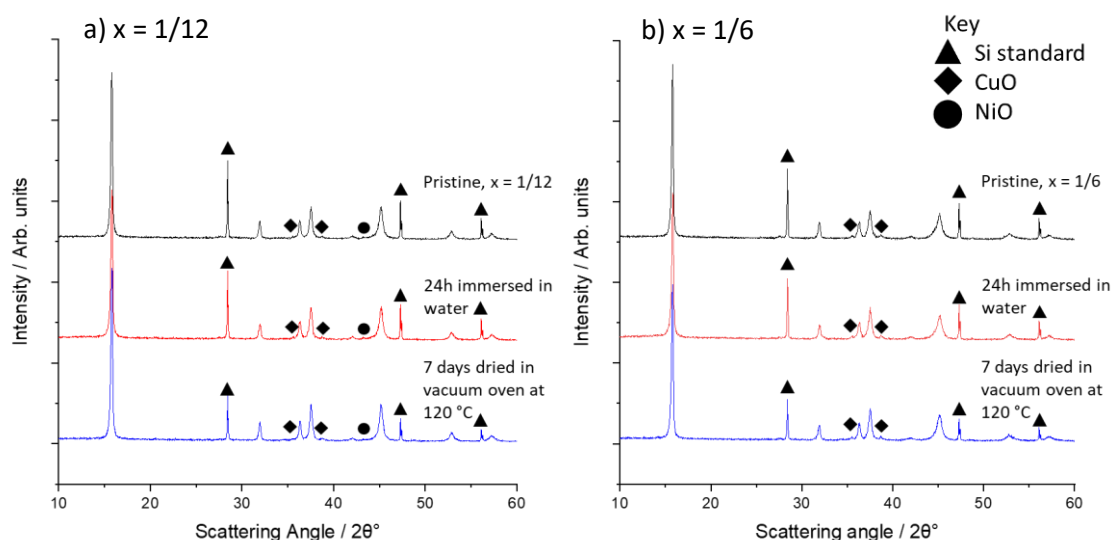 a) x = 1/12
Intensity / Arb. units
Pristine, x = 1/12
24h immersed in
water
7 days dried in
vacuum oven at
120 °C
10 20 30 40 50 60
Scattering Angle / 2θ°
b) x = 1/6
Key
Si standard
CuO
NiO
Intensity / Arb. units
Pristine, x = 1/6
24h immersed in
water
7 days dried in
vacuum oven at
120 °C
10 20 30 40 50 60
Scattering angle / 2θ°